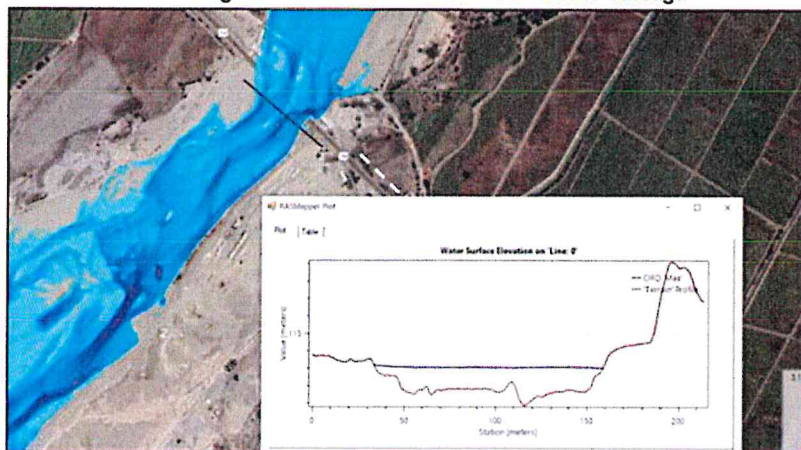 RASMapper Plot
Plot
Table
Water Surface Elevation on 'Line: 0'
Max
'Terrain' Profile
Value [meters]
115
0
50
100
150
200
Station [meters]